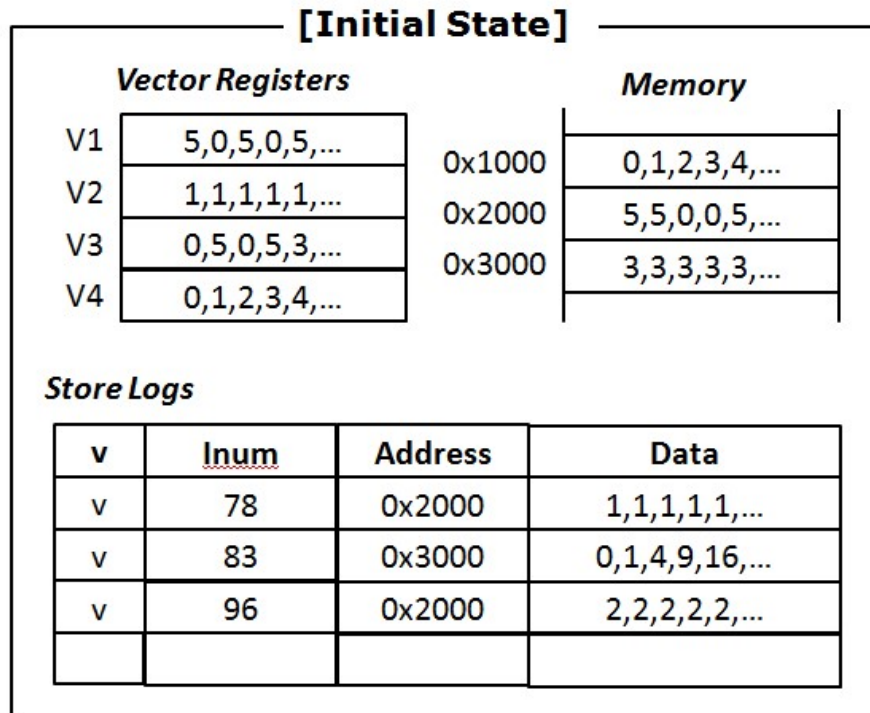 [Initial State]
Vector Registers
V1 5,0,5,0,5,...
V2 1,1,1,1,1,...
V3 0,5,0,5,3,...
V4 0,1,2,3,4,...
Memory
0x1000 0,1,2,3,4,...
0x2000 5,5,0,0,5,...
0x3000 3,3,3,3,3,...
Store Logs
v Inum Address Data
v 78 0x2000 1,1,1,1,1,...
v 83 0x3000 0,1,4,9,16,...
v 96 0x2000 2,2,2,2,2,...